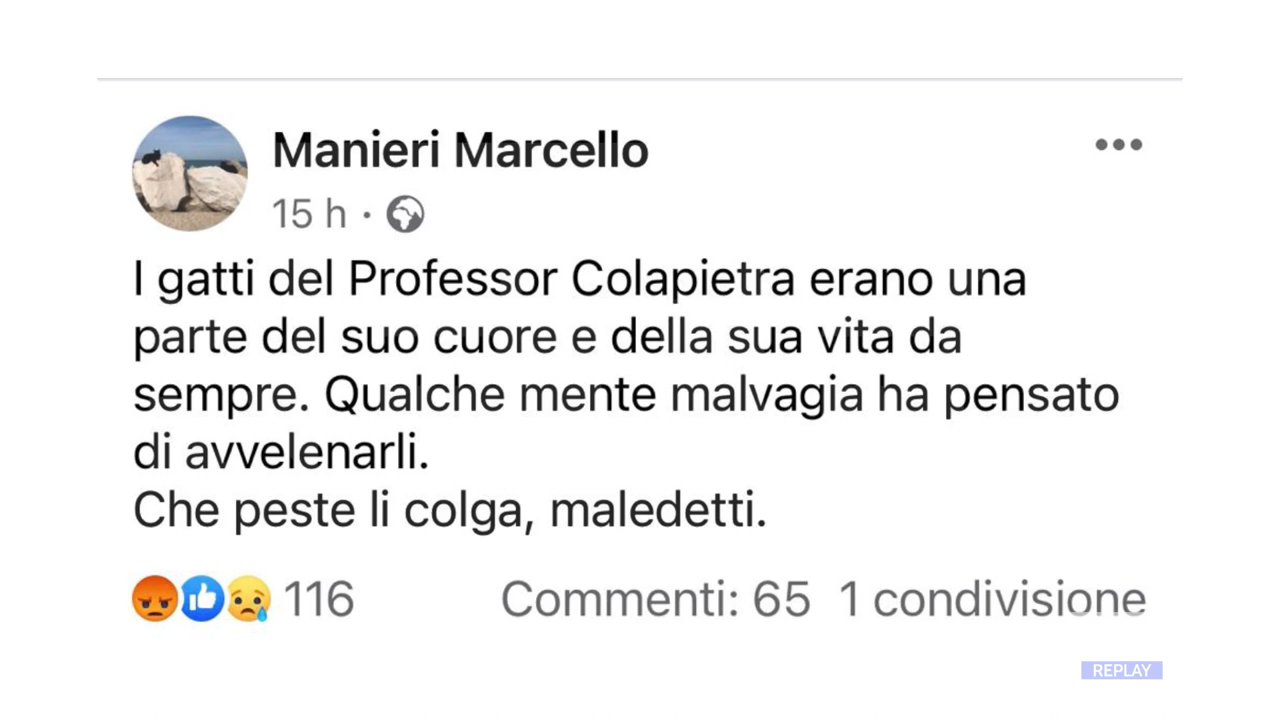 Manieri Marcello
15 h ·
I gatti del Professor Colapietra erano una
parte del suo cuore e della sua vita da
sempre. Qualche mente malvagia ha pensato
di avvelenarli.
Che peste li colga, maledetti.
116 Commenti: 65 1 condivisione
REPLAY